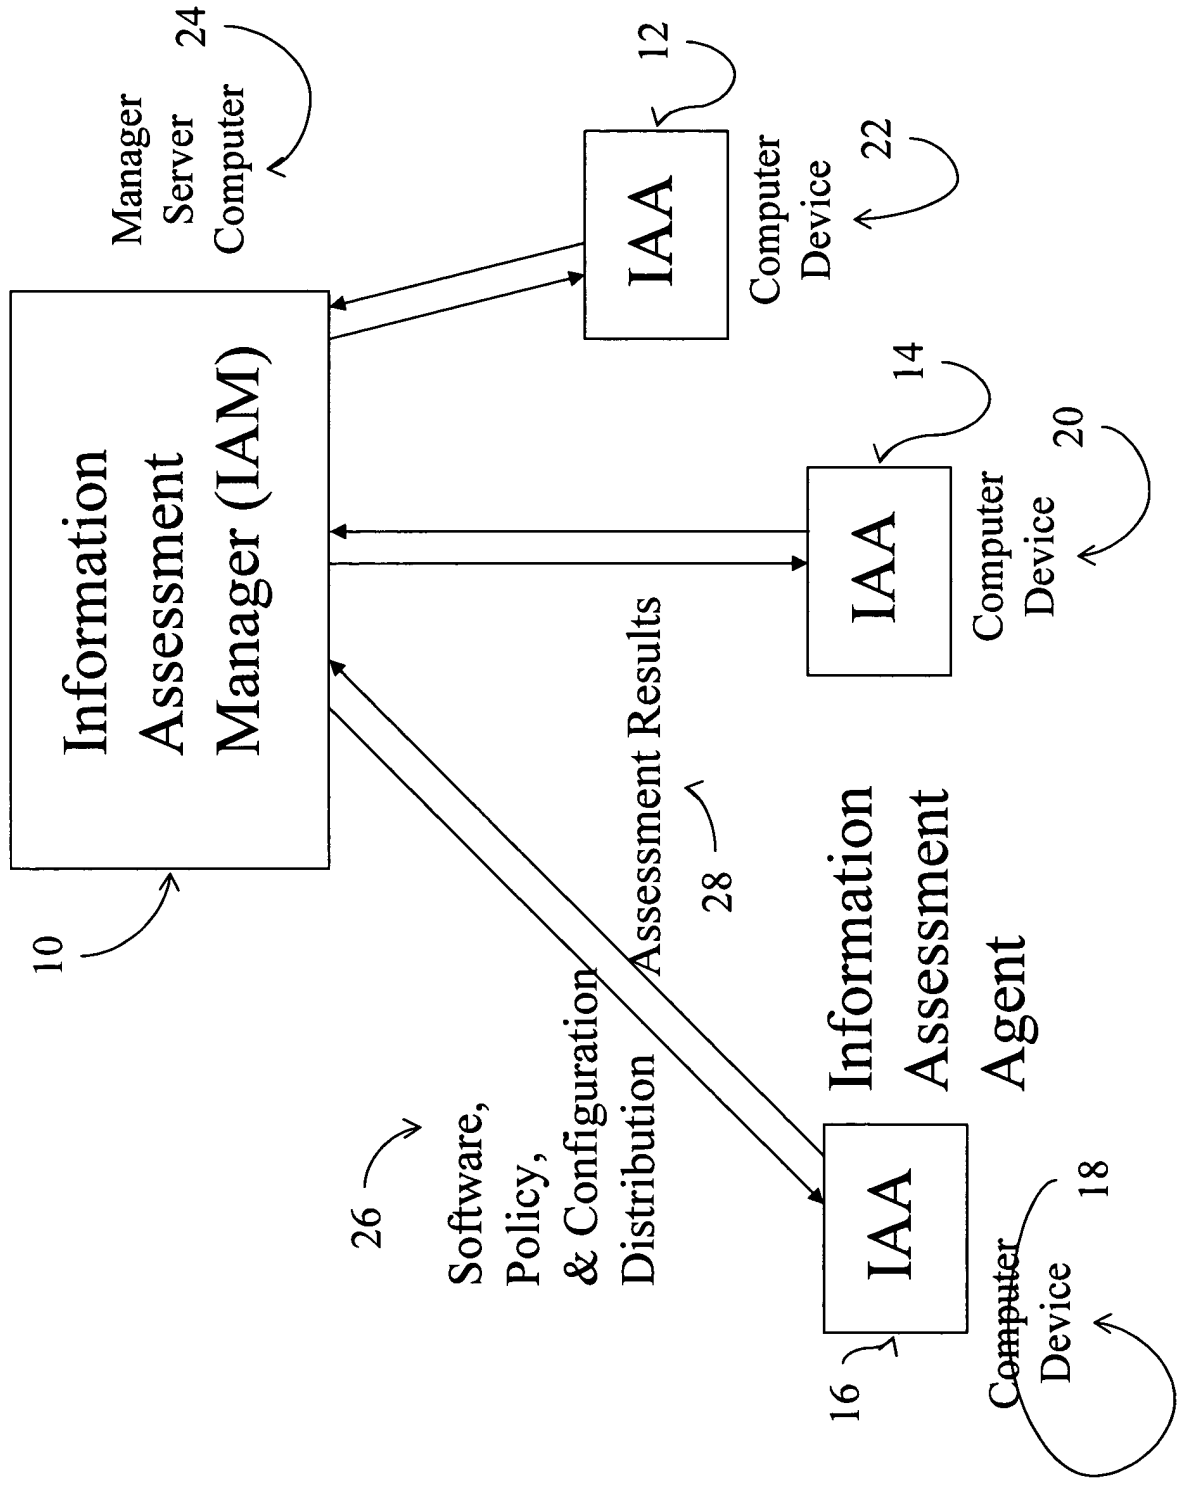 10
Information
Assessment
Manager (IAM)
Manager
Server
Computer
24
26
Software,
Policy,
& Configuration
Distribution
Assessment Results
28
IAA
12
Computer
Device
22
IAA
14
Computer
Device
20
16
IAA
Information
Assessment
Agent
Computer
Device
18